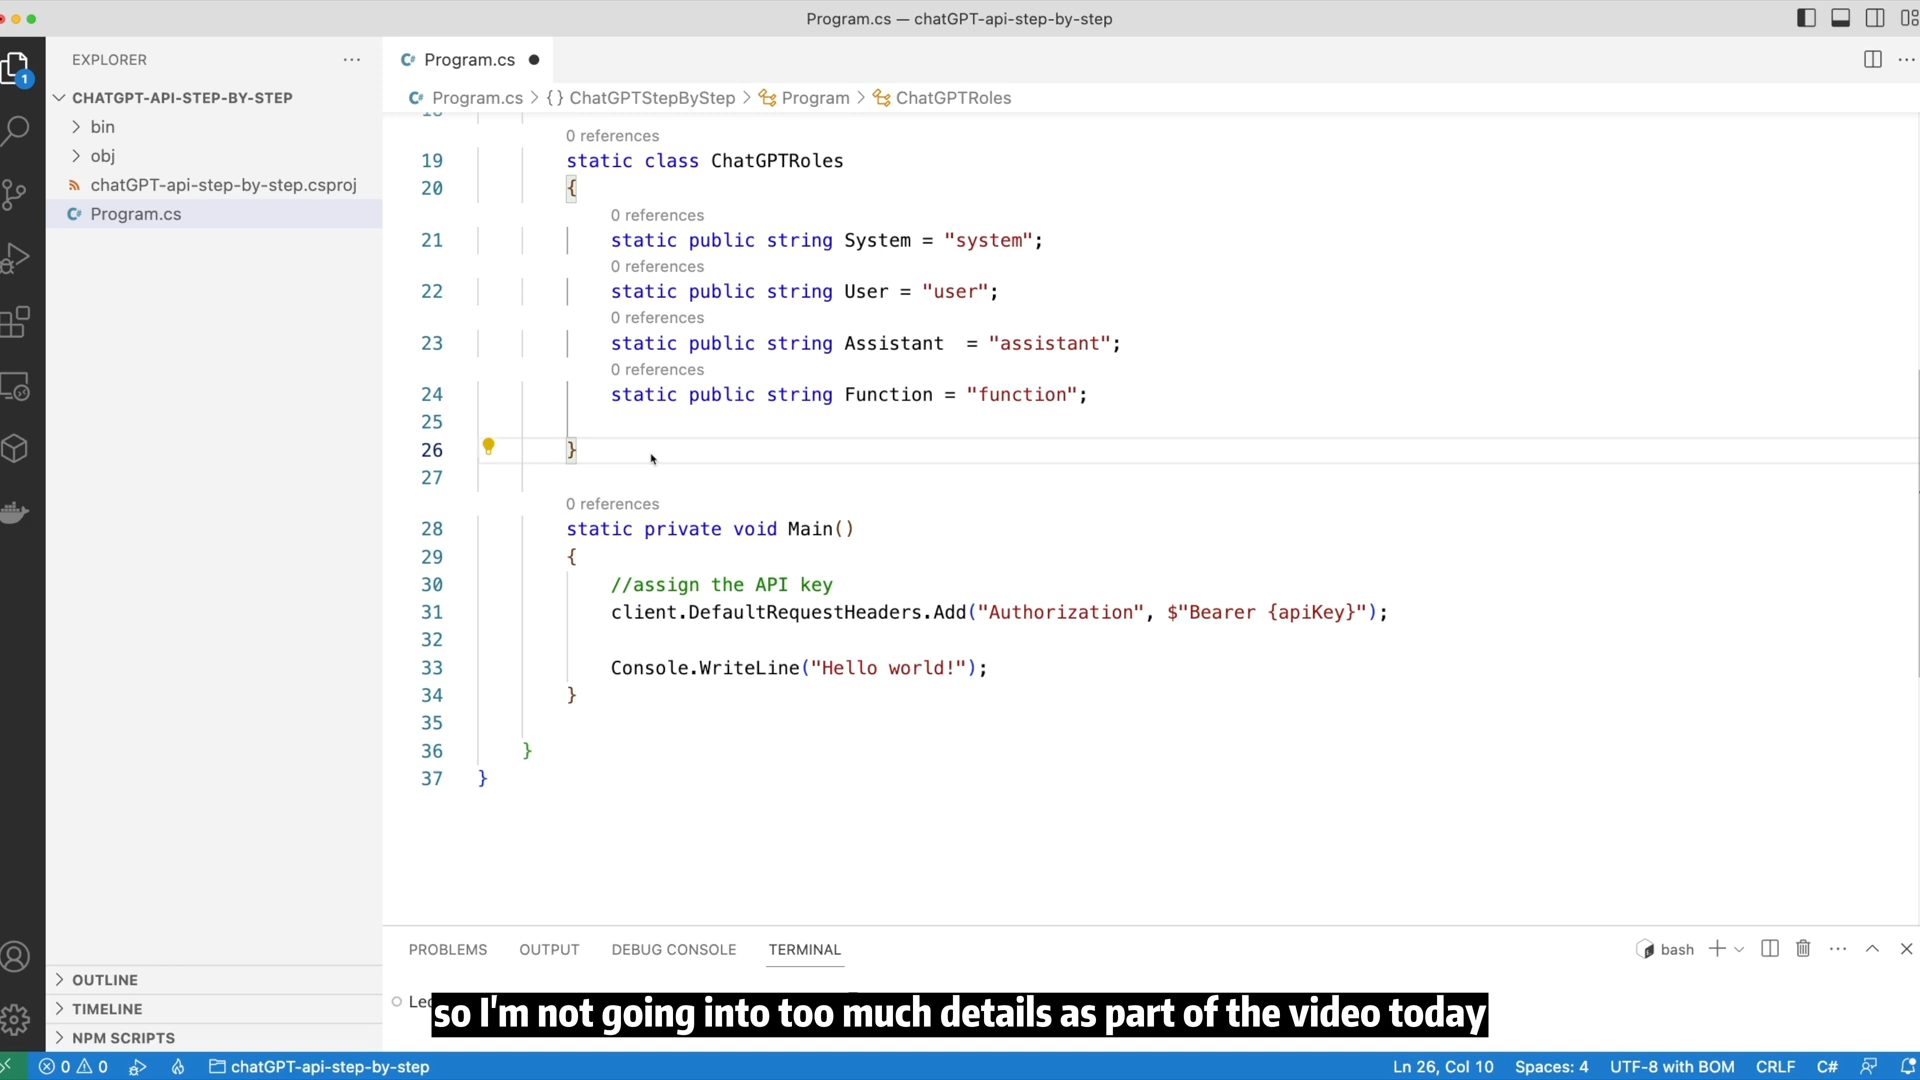 Program.cs — chatGPT-api-step-by-step
EXPLORER
Program.cs
CHATGPT-API-STEP-BY-STEP
Program.cs > {} ChatGPTStepByStep > Program > ChatGPTRoles
bin
obj
chatGPT-api-step-by-step.csproj
Program.cs
1
0 references
19 static class ChatGPTRoles
20 {
0 references
21 static public string System = "system";
0 references
22 static public string User = "user";
0 references
23 static public string Assistant  = "assistant";
0 references
24 static public string Function = "function";
25
26 }
27
0 references
28 static private void Main()
29 {
30 //assign the API key
31 client.DefaultRequestHeaders.Add("Authorization", $"Bearer {apiKey}");
32
33 Console.WriteLine("Hello world!");
34 }
35
36 }
37 }
PROBLEMS OUTPUT DEBUG CONSOLE TERMINAL
bash
OUTLINE
TIMELINE
NPM SCRIPTS
so I'm not going into too much details as part of the video today
0 0 chatGPT-api-step-by-step
Ln 26, Col 10 Spaces: 4 UTF-8 with BOM CRLF C#